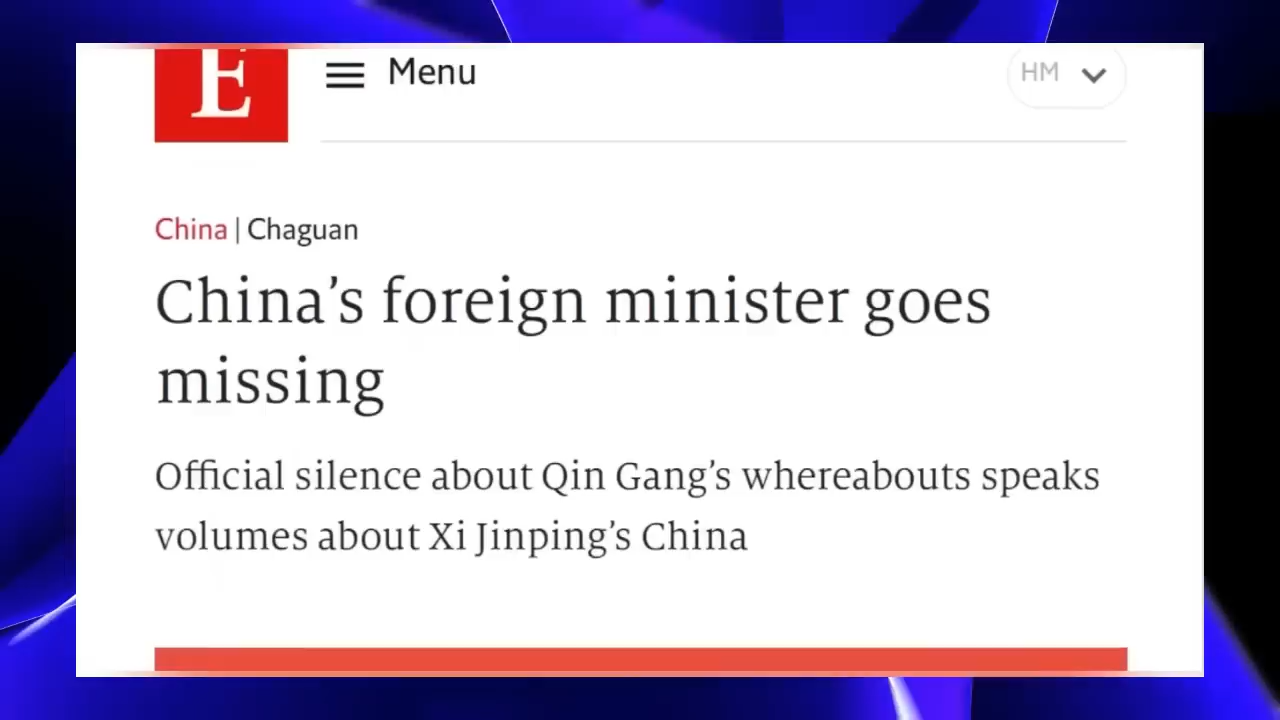 E
Menu
HM
China | Chaguan
China’s foreign minister goes
missing
Official silence about Qin Gang’s whereabouts speaks
volumes about Xi Jinping’s China